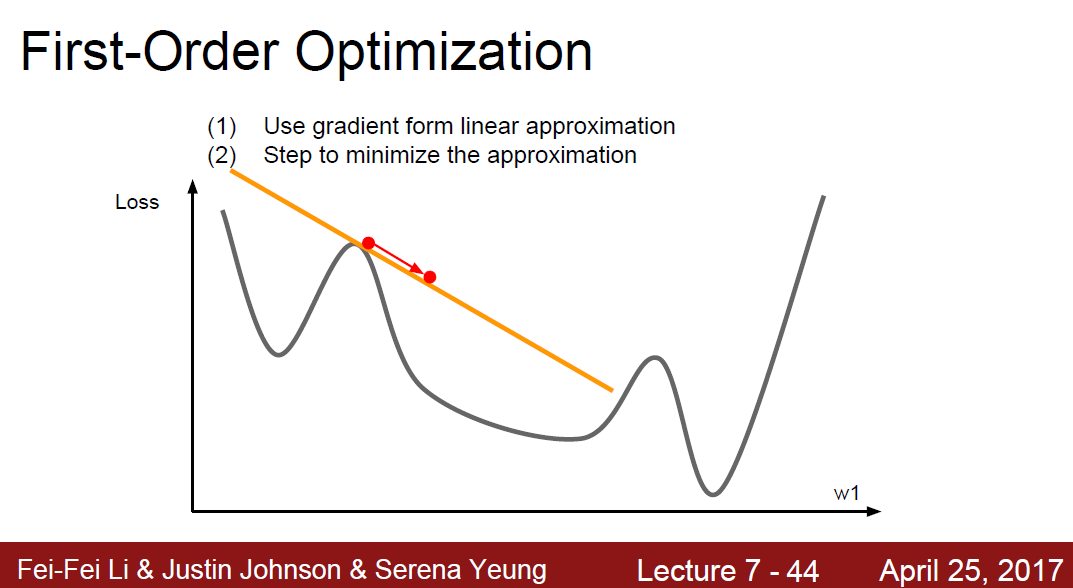 First-Order Optimization
(1) Use gradient form linear approximation
(2) Step to minimize the approximation
Loss
w1
Fei-Fei Li & Justin Johnson & Serena Yeung
Lecture 7 - 44
April 25, 2017